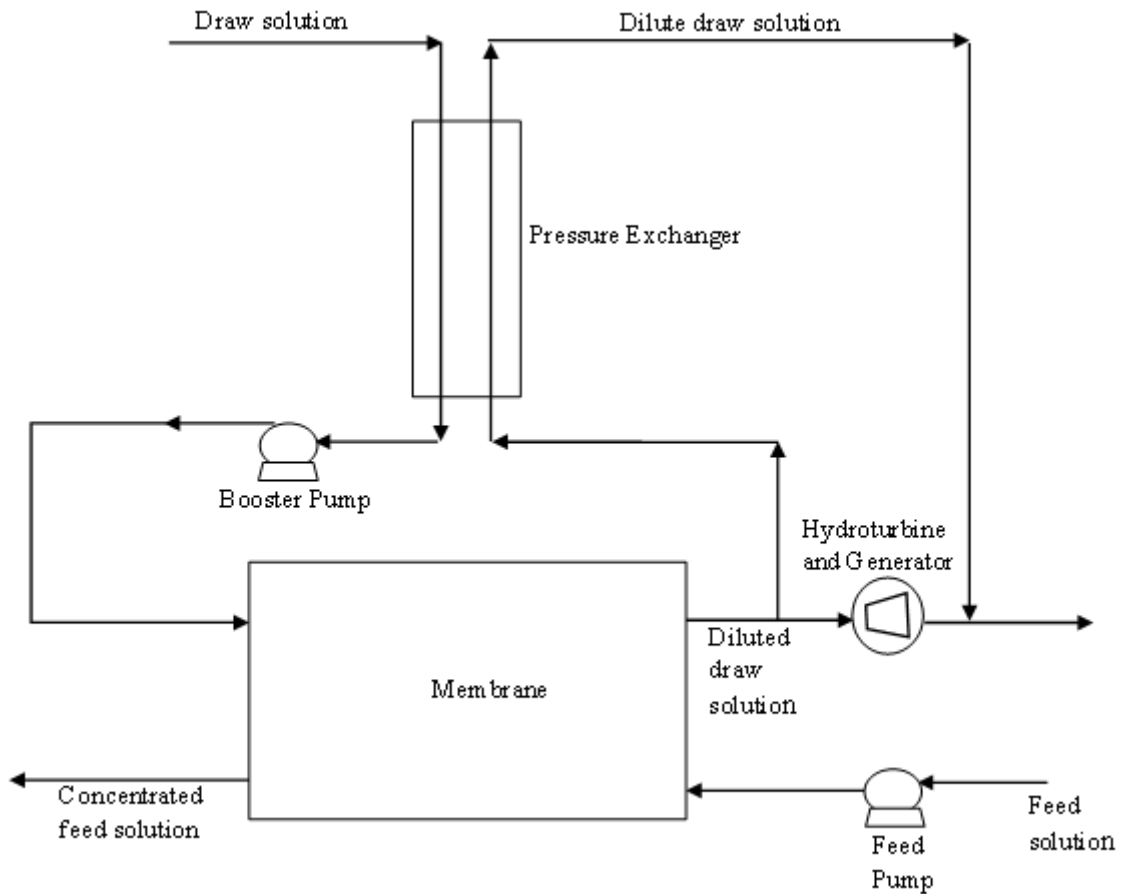 Draw solution
Dilute draw solution
Pressure Exchanger
Booster Pump
Hydroturbine
and Generator
Diluted
draw
solution
Membrane
Concentrated
feed solution
Feed
solution
Feed
Pump